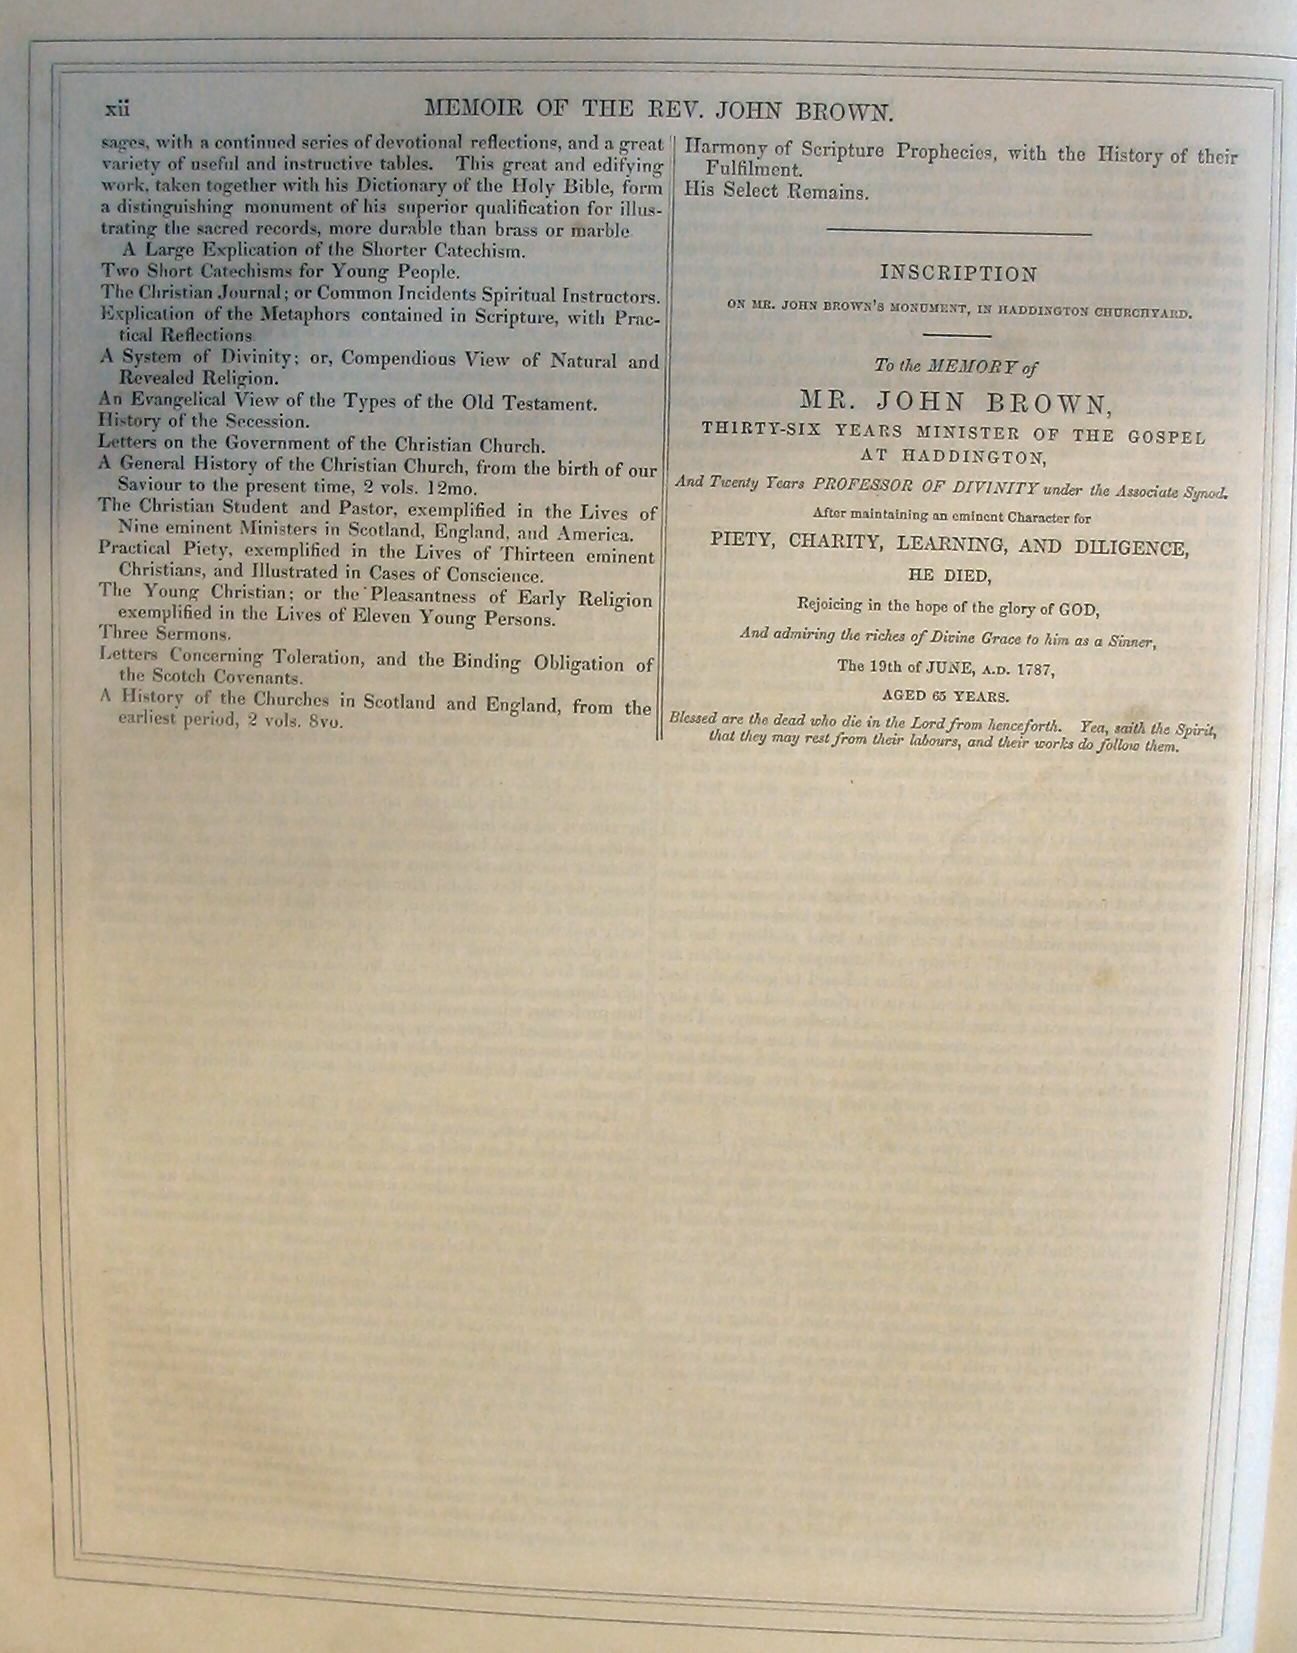 xii
MEMOIR OF THE REV. JOHN BROWN.
sages, with a continued series of devotional reflections, and a great
variety of useful and instructive tables. This great and edifying
work, taken together with his Dictionary of the Holy Bible, form
a distinguishing monument of his superior qualification for illus-
trating the sacred records, more durable than brass or marble
A Large Explication of the Shorter Catechism.
Two Short Catechisms for Young People.
The Christian Journal; or Common Incidents Spiritual Instructors.
Explication of the Metaphors contained in Scripture, with Prac-
tical Reflections
A System of Divinity; or, Compendious View of Natural and
Revealed Religion.
An Evangelical View of the Types of the Old Testament.
History of the Secession.
Letters on the Government of the Christian Church.
A General History of the Christian Church, from the birth of our
Saviour to the present time, 2 vols. 12mo.
The Christian Student and Pastor, exemplified in the Lives of
Nine eminent Ministers in Scotland, England, and America.
Practical Piety, exemplified in the Lives of Thirteen eminent
Christians, and Illustrated in Cases of Conscience.
The Young Christian; or the Pleasantness of Early Religion
exemplified in the Lives of Eleven Young Persons.
Three Sermons.
Letters Concerning Toleration, and the Binding Obligation of
the Scotch Covenants.
A History of the Churches in Scotland and England, from the
earliest period, 2 vols. 8vo.
Harmony of Scripture Prophecies, with the History of their
Fulfilment.
His Select Remains.
INSCRIPTION
ON MR. JOHN BROWN'S MONUMENT, IN HADDINGTON CHURCHYARD.
To the MEMORY of
MR. JOHN BROWN,
THIRTY-SIX YEARS MINISTER OF THE GOSPEL
AT HADDINGTON,
And Twenty Years PROFESSOR OF DIVINITY under the Associate Synod.
After maintaining an eminent Character for
PIETY, CHARITY, LEARNING, AND DILIGENCE,
HE DIED,
Rejoicing in the hope of the glory of GOD,
And admiring the riches of Divine Grace to him as a Sinner,
The 19th of JUNE, A.D. 1787,
AGED 65 YEARS.
Blessed are the dead who die in the Lord from henceforth. Yea, saith the Spirit,
that they may rest from their labours, and their works do follow them.